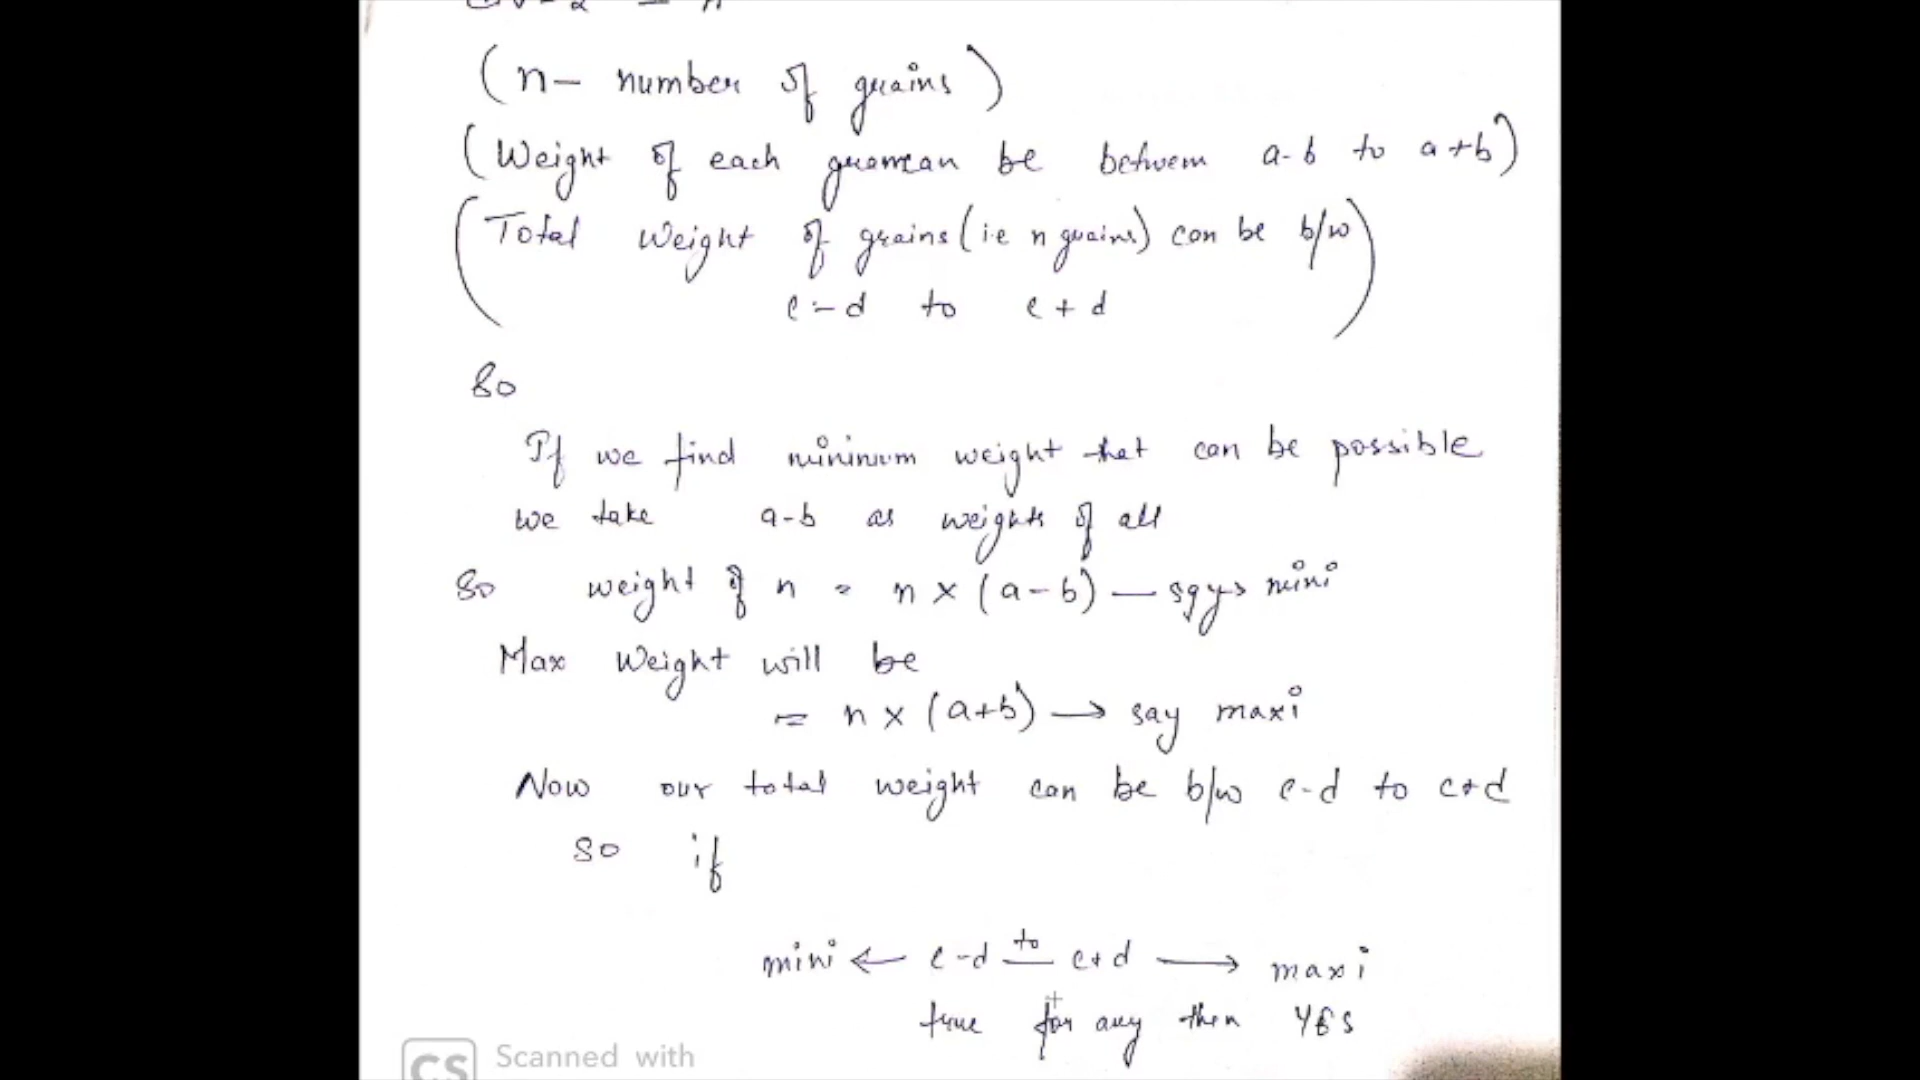 (n- number of grains)
(Weight of each grain can be between a-b to a+b)
(Total Weight of grains (i.e n grains) can be b/w
c-d to c+d)
So
If we find minimum weight that can be possible
we take a-b as weights of all
So weight of n = n × (a-b) — say mini
Max Weight will be
= n × (a+b) → say maxi
Now our total weight can be b/w c-d to c+d
so if
mini ← c-d to c+d → maxi
true for any then YES
CS Scanned with